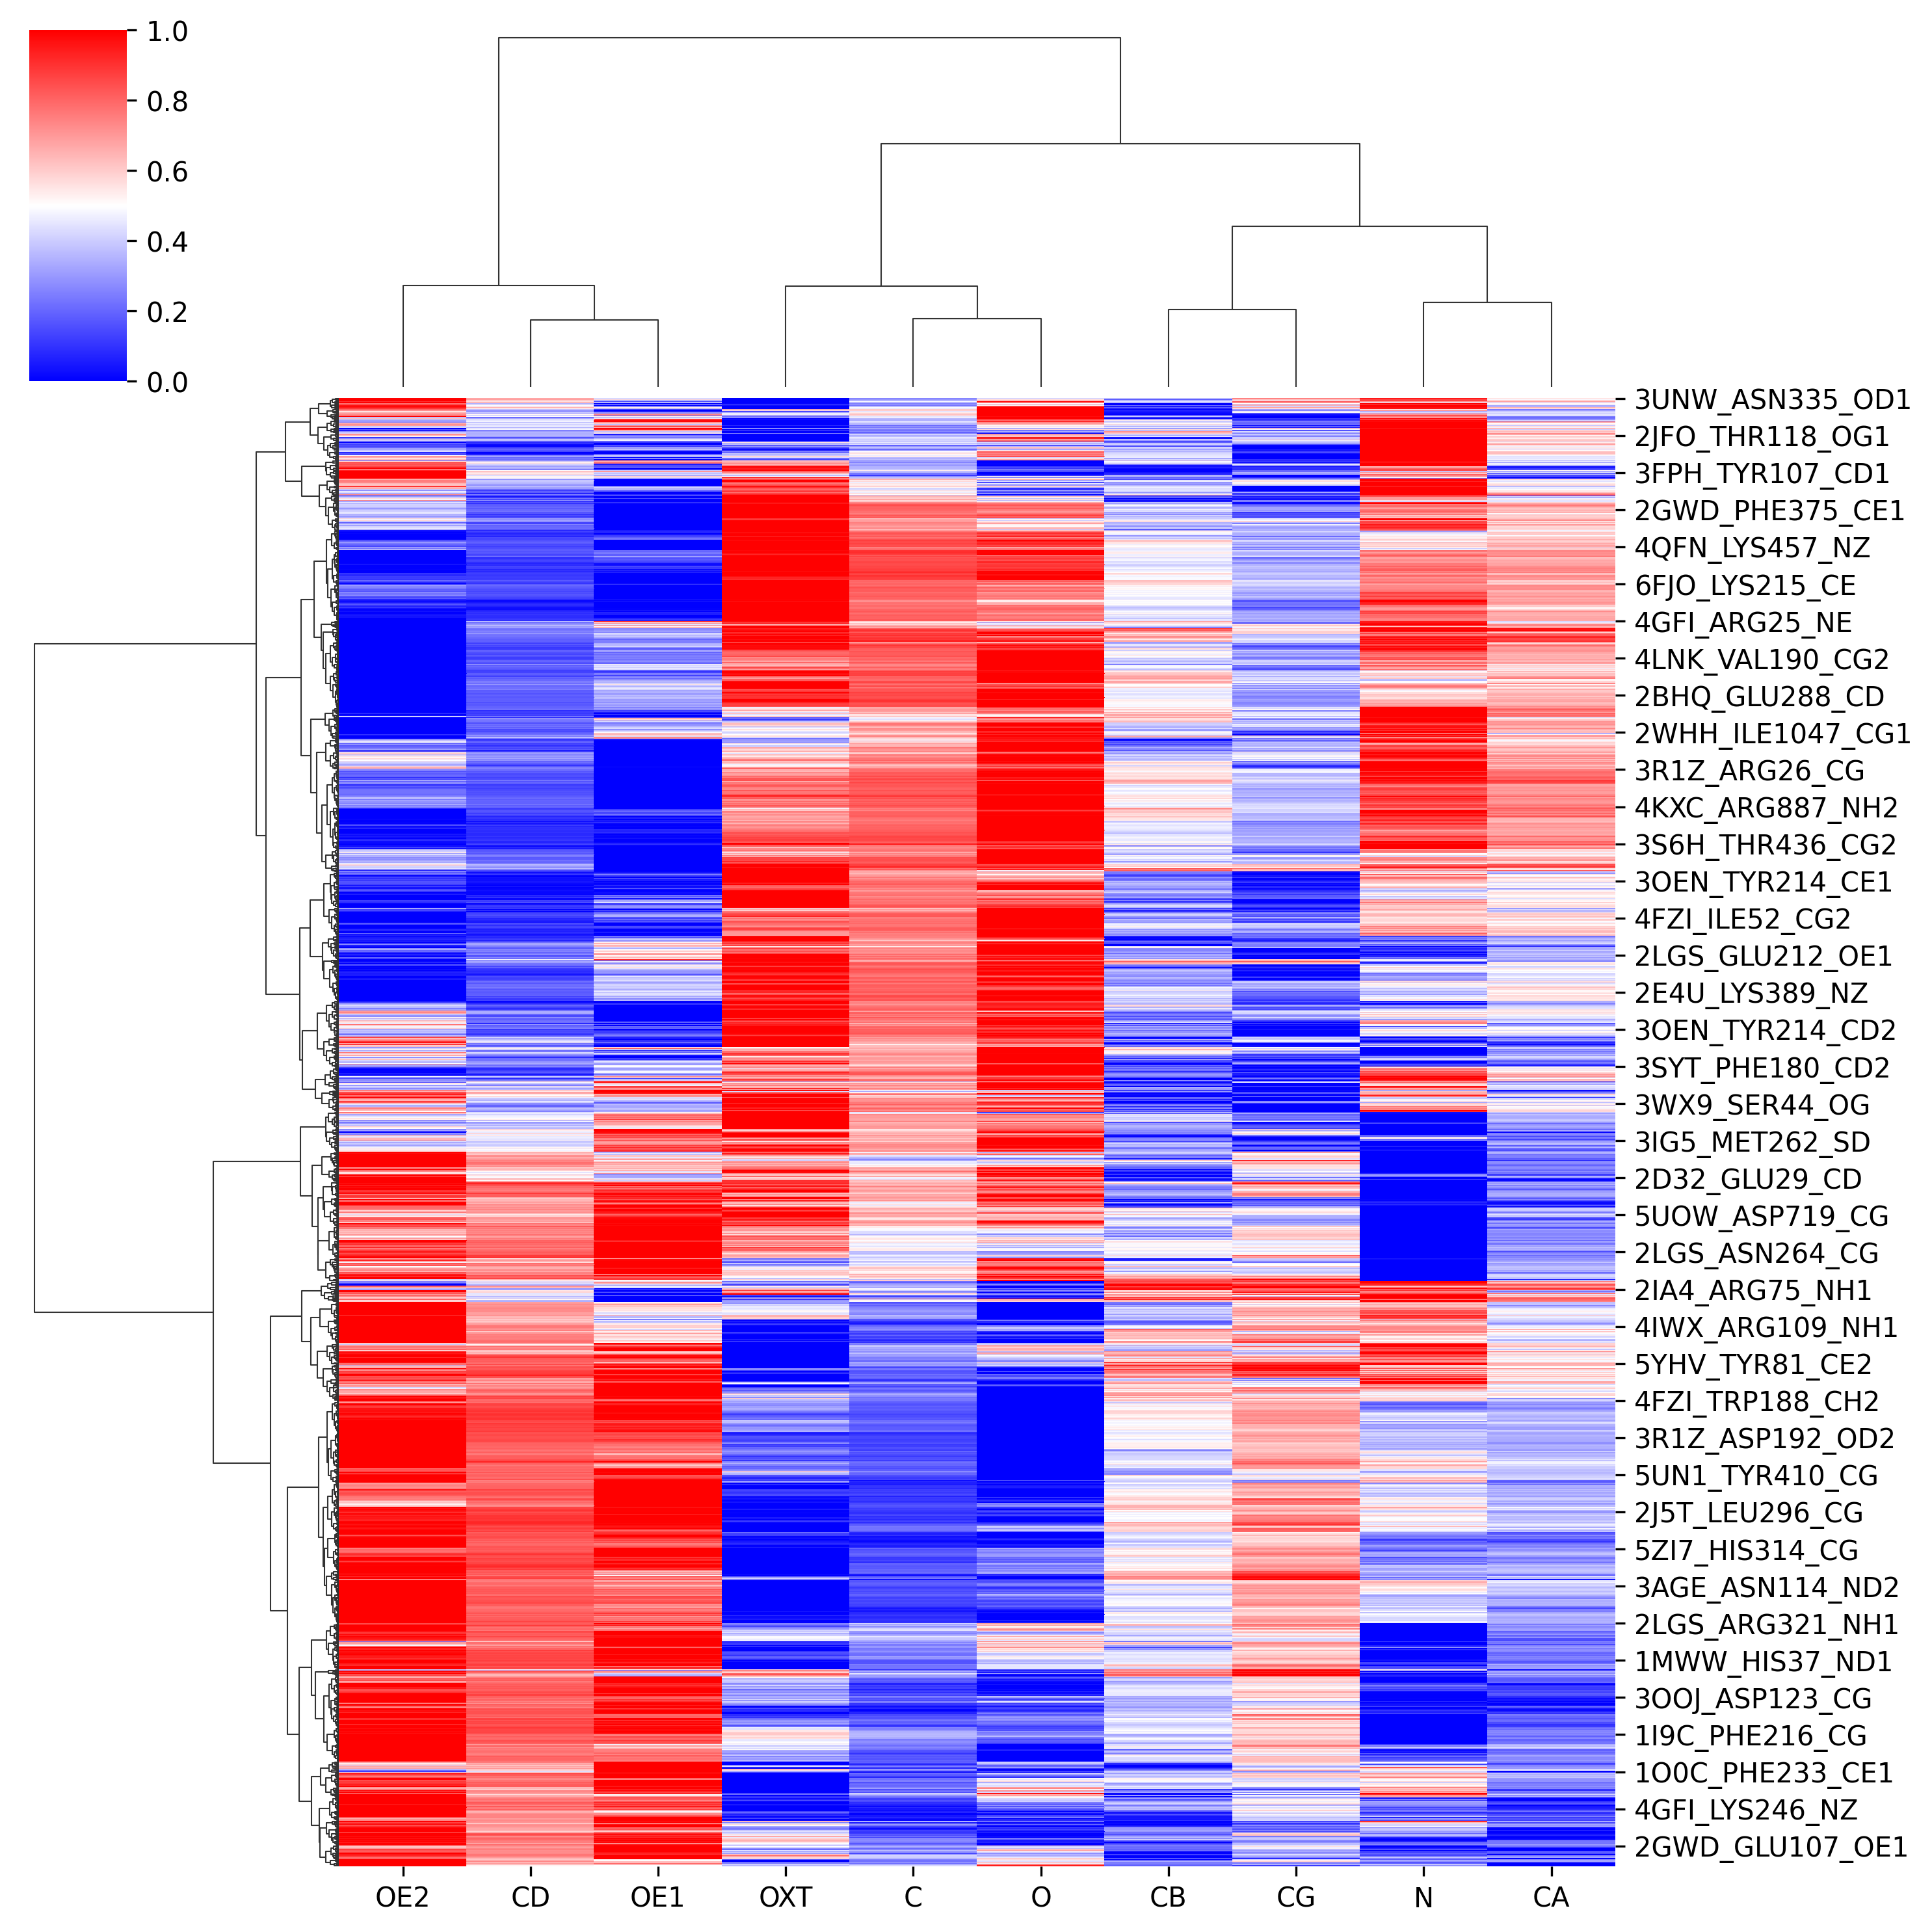 1.0
0.8
0.6
0.4
0.2
0.0
3UNW_ASN335_OD1
2JFO_THR118_OG1
3FPH_TYR107_CD1
2GWD_PHE375_CE1
4QFN_LYS457_NZ
6FJO_LYS215_CE
4GFI_ARG25_NE
4LNK_VAL190_CG2
2BHQ_GLU288_CD
2WHH_ILE1047_CG1
3R1Z_ARG26_CG
4KXC_ARG887_NH2
3S6H_THR436_CG2
3OEN_TYR214_CE1
4FZI_ILE52_CG2
2LGS_GLU212_OE1
2E4U_LYS389_NZ
3OEN_TYR214_CD2
3SYT_PHE180_CD2
3WX9_SER44_OG
3IG5_MET262_SD
2D32_GLU29_CD
5UOW_ASP719_CG
2LGS_ASN264_CG
2IA4_ARG75_NH1
4IWX_ARG109_NH1
5YHV_TYR81_CE2
4FZI_TRP188_CH2
3R1Z_ASP192_OD2
5UN1_TYR410_CG
2J5T_LEU296_CG
5ZI7_HIS314_CG
3AGE_ASN114_ND2
2LGS_ARG321_NH1
1MWW_HIS37_ND1
3OOJ_ASP123_CG
1I9C_PHE216_CG
1O0C_PHE233_CE1
4GFI_LYS246_NZ
2GWD_GLU107_OE1
OE2 CD OE1 OXT C O CB CG N CA